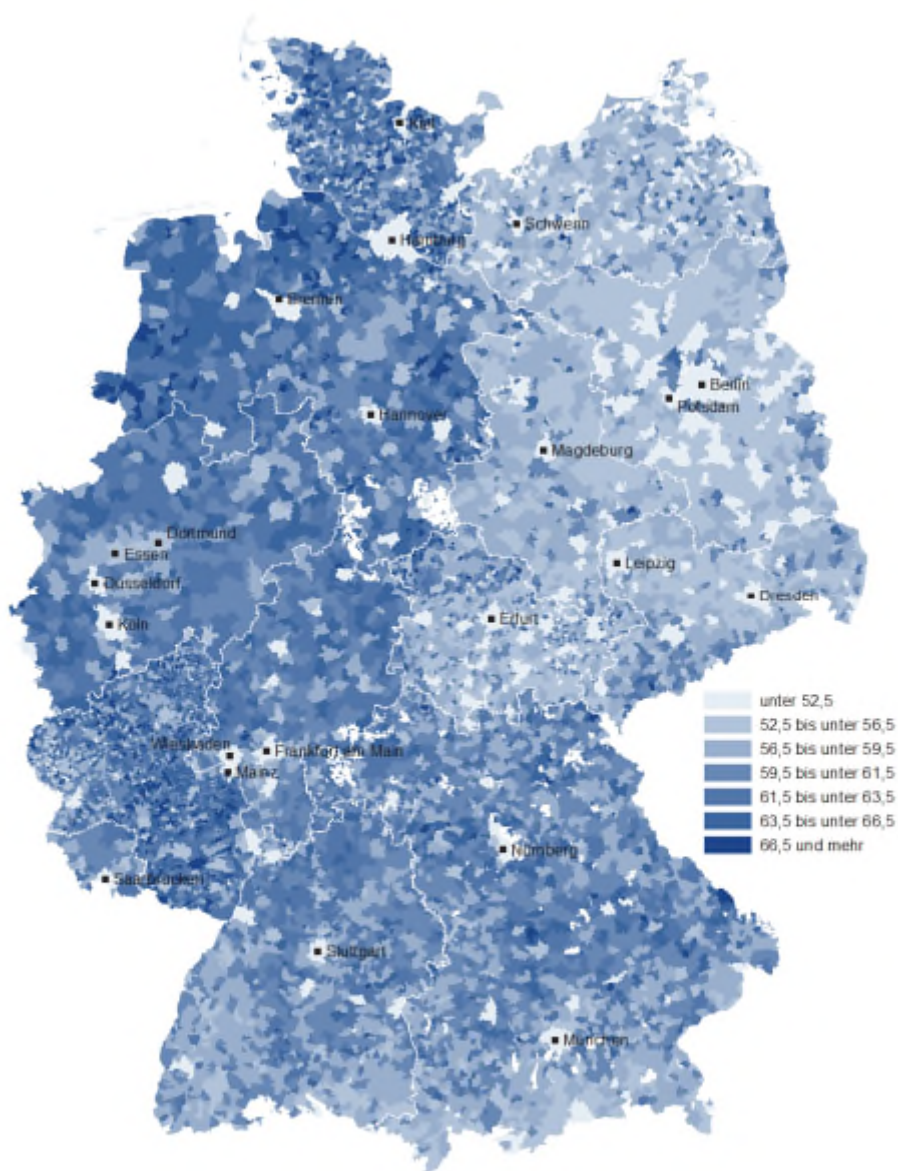 Kiel
Schwerin
Hamburg
Bremen
Berlin
Potsdam
Hannover
Magdeburg
Dortmund
Essen
Leipzig
Düsseldorf
Dresden
Köln
Erfurt
unter 52,5
52,5 bis unter 56,5
56,5 bis unter 59,5
59,5 bis unter 61,5
61,5 bis unter 63,5
63,5 bis unter 66,5
66,5 und mehr
Wiesbaden
Frankfurt am Main
Mainz
Nürnberg
Saarbrücken
Stuttgart
München